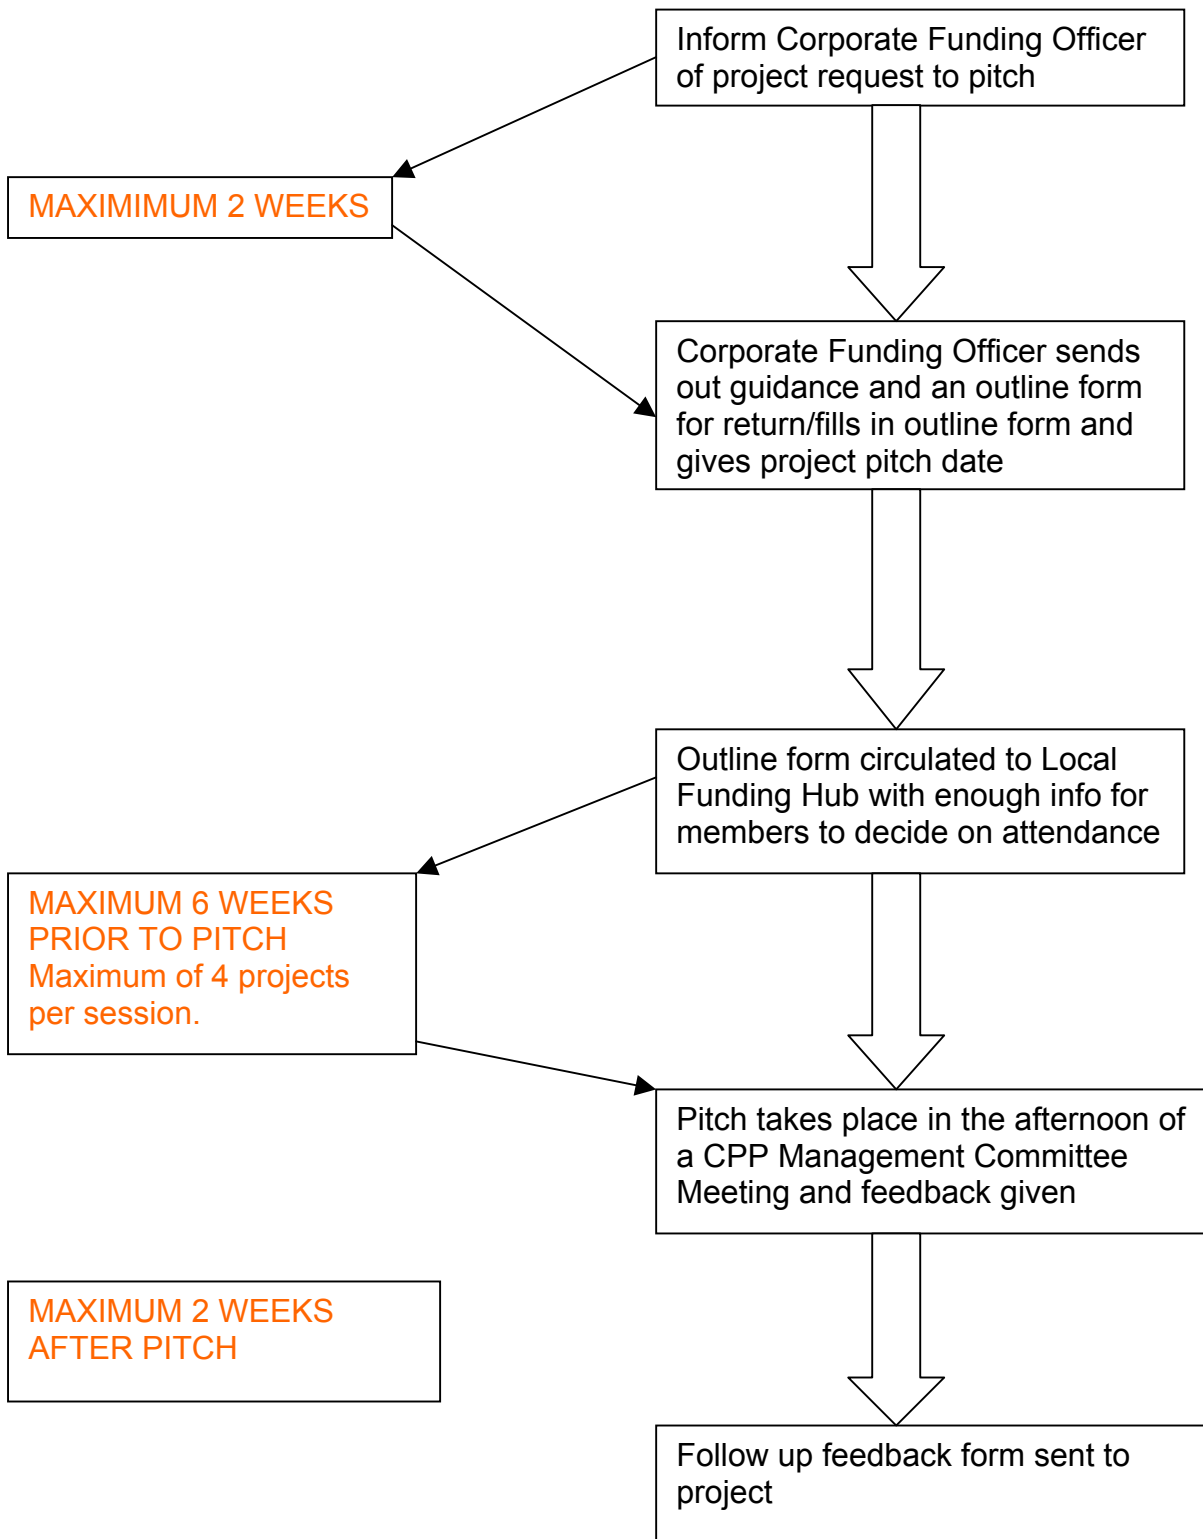 Inform Corporate Funding Officer
of project request to pitch
MAXIMIMUM 2 WEEKS
Corporate Funding Officer sends
out guidance and an outline form
for return/fills in outline form and
gives project pitch date
Outline form circulated to Local
Funding Hub with enough info for
members to decide on attendance
MAXIMUM 6 WEEKS
PRIOR TO PITCH
Maximum of 4 projects
per session.
Pitch takes place in the afternoon of
a CPP Management Committee
Meeting and feedback given
MAXIMUM 2 WEEKS
AFTER PITCH
Follow up feedback form sent to
project